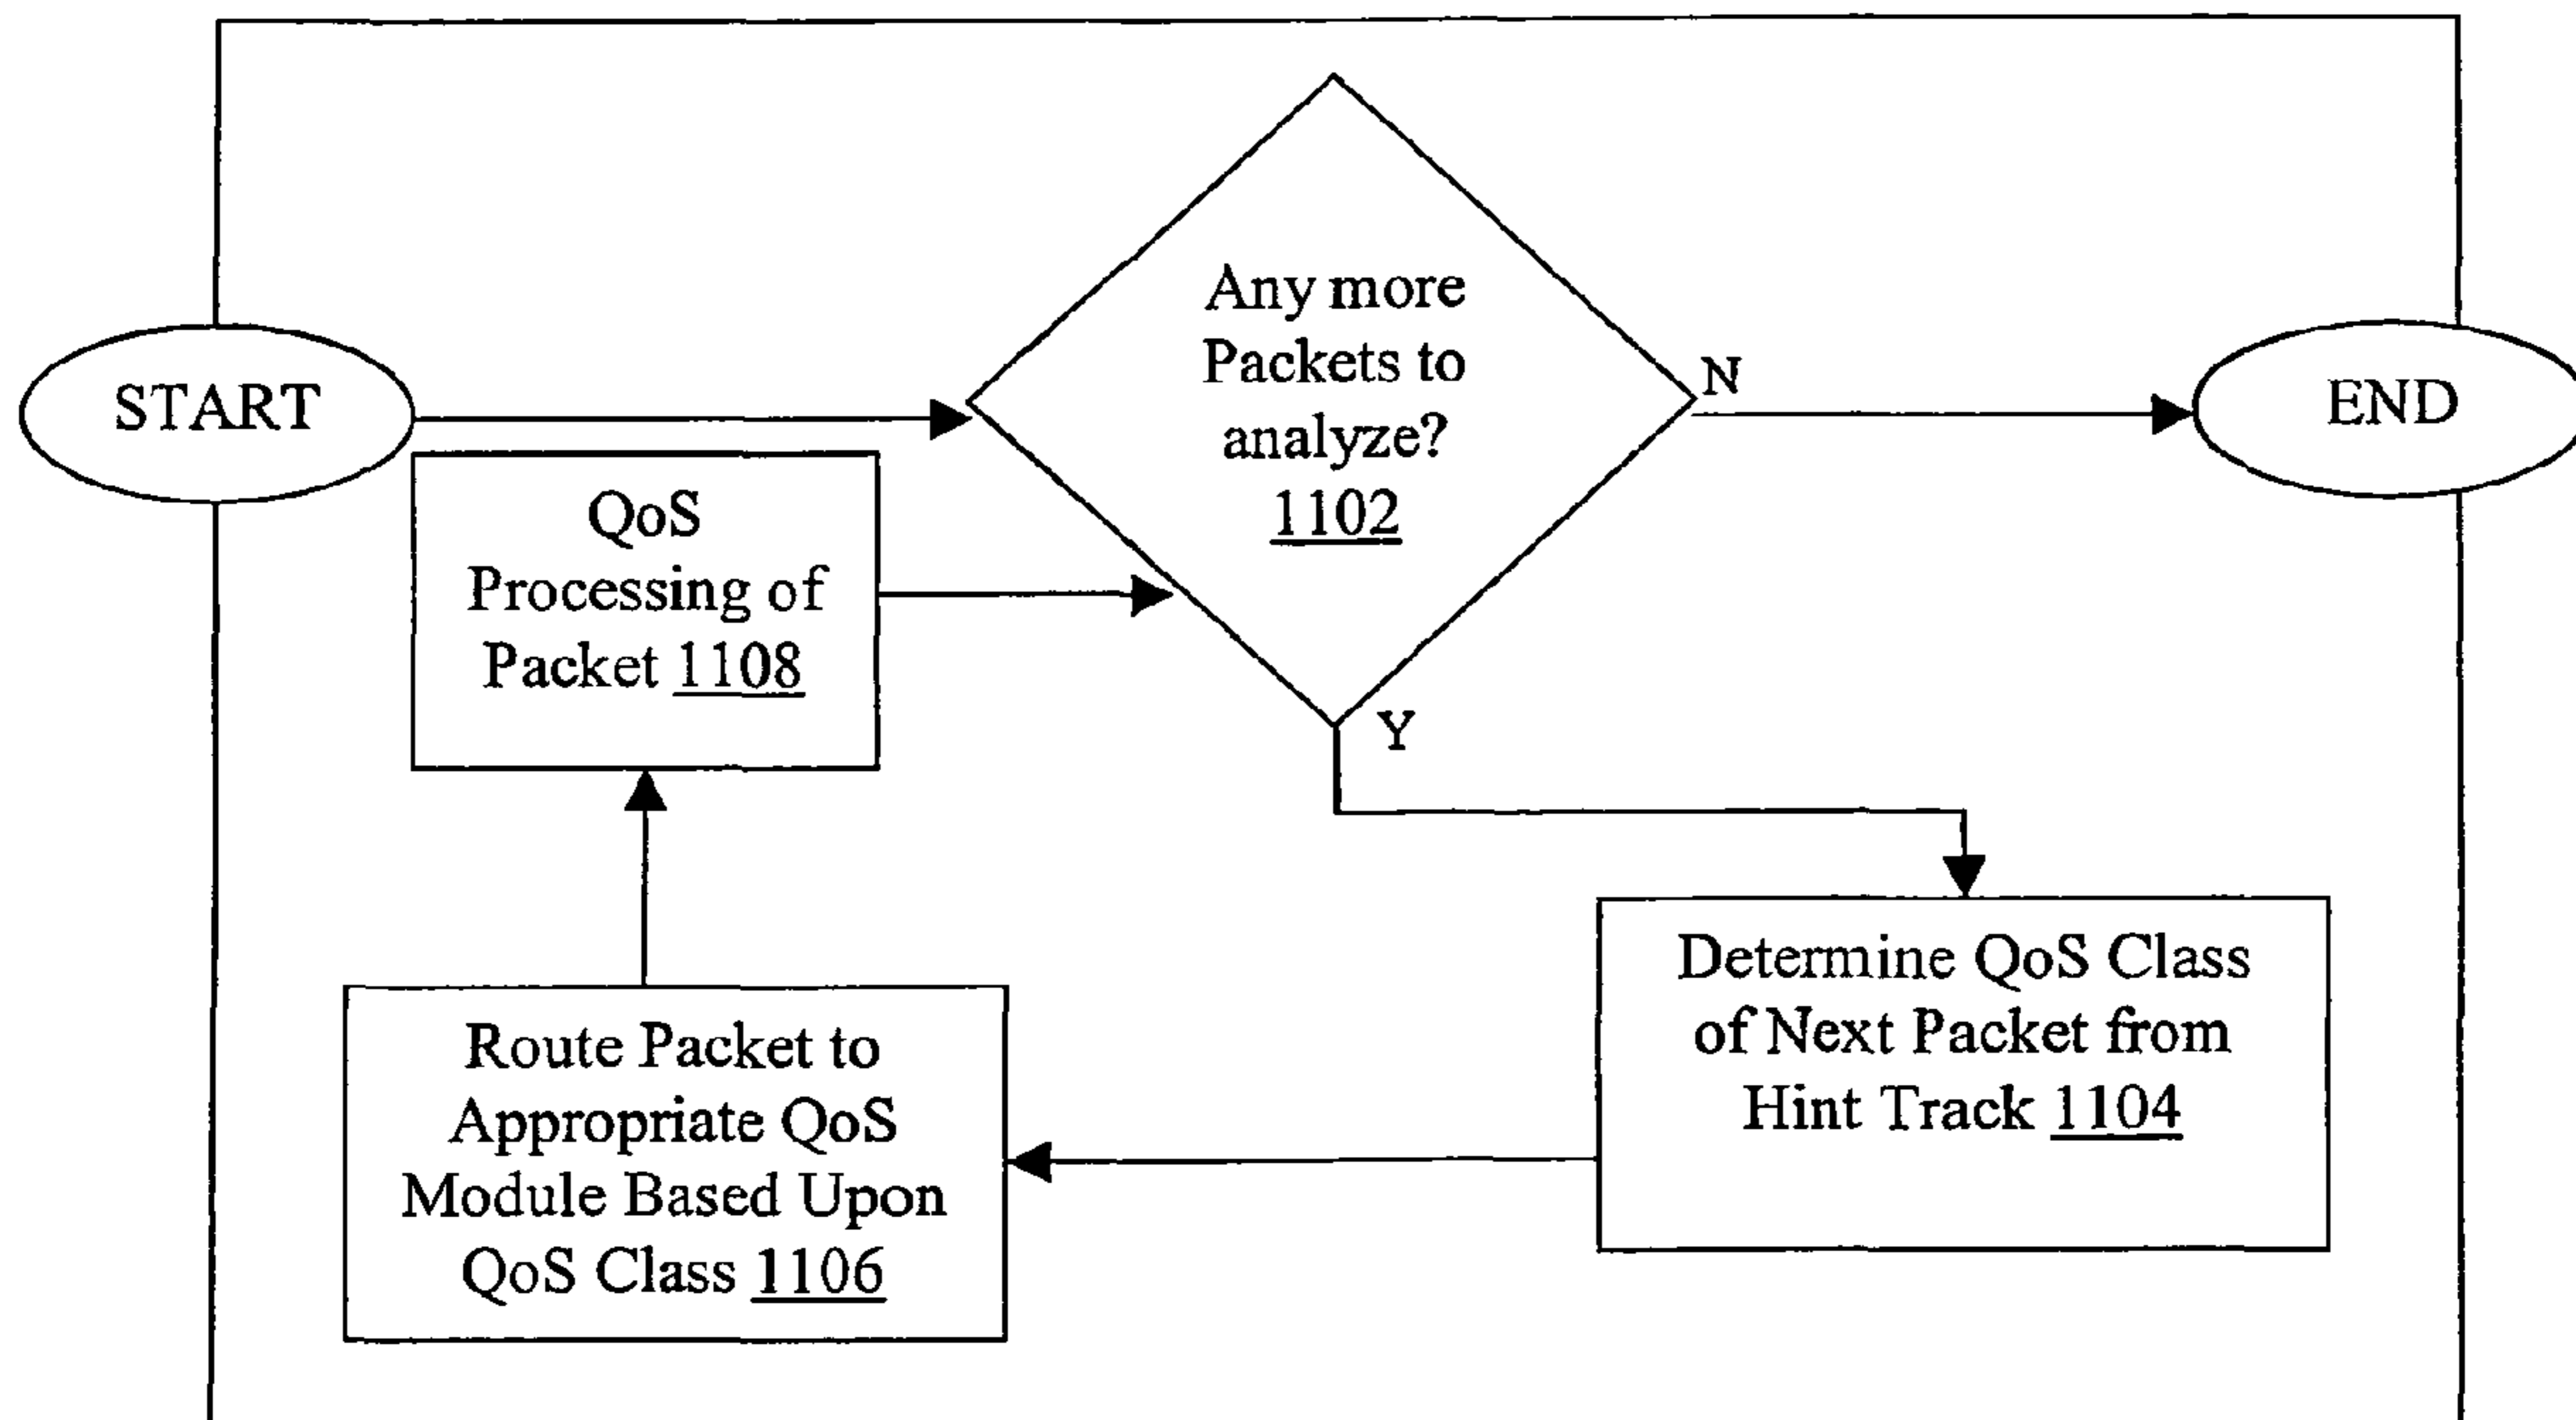 START
Any more
Packets to
analyze?
1102
N
END
QoS
Processing of
Packet 1108
Y
Determine QoS Class
of Next Packet from
Hint Track 1104
Route Packet to
Appropriate QoS
Module Based Upon
QoS Class 1106